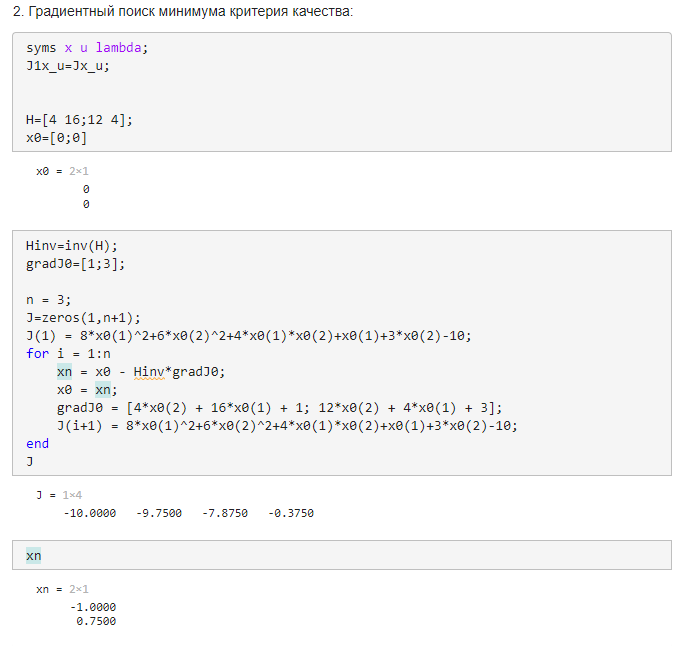 2. Градиентный поиск минимума критерия качества:
syms x u lambda;
J1x_u=Jx_u;
H=[4 16;12 4];
x0=[0;0]
x0 = 2×1
0
0
Hinv=inv(H);
gradJ0=[1;3];
n = 3;
J=zeros(1,n+1);
J(1) = 8*x0(1)^2+6*x0(2)^2+4*x0(1)*x0(2)+x0(1)+3*x0(2)-10;
for i = 1:n
xn = x0 - Hinv*gradJ0;
x0 = xn;
gradJ0 = [4*x0(2) + 16*x0(1) + 1; 12*x0(2) + 4*x0(1) + 3];
J(i+1) = 8*x0(1)^2+6*x0(2)^2+4*x0(1)*x0(2)+x0(1)+3*x0(2)-10;
end
J
J = 1×4
-10.0000 -9.7500 -7.8750 -0.3750
xn
xn = 2×1
-1.0000
0.7500